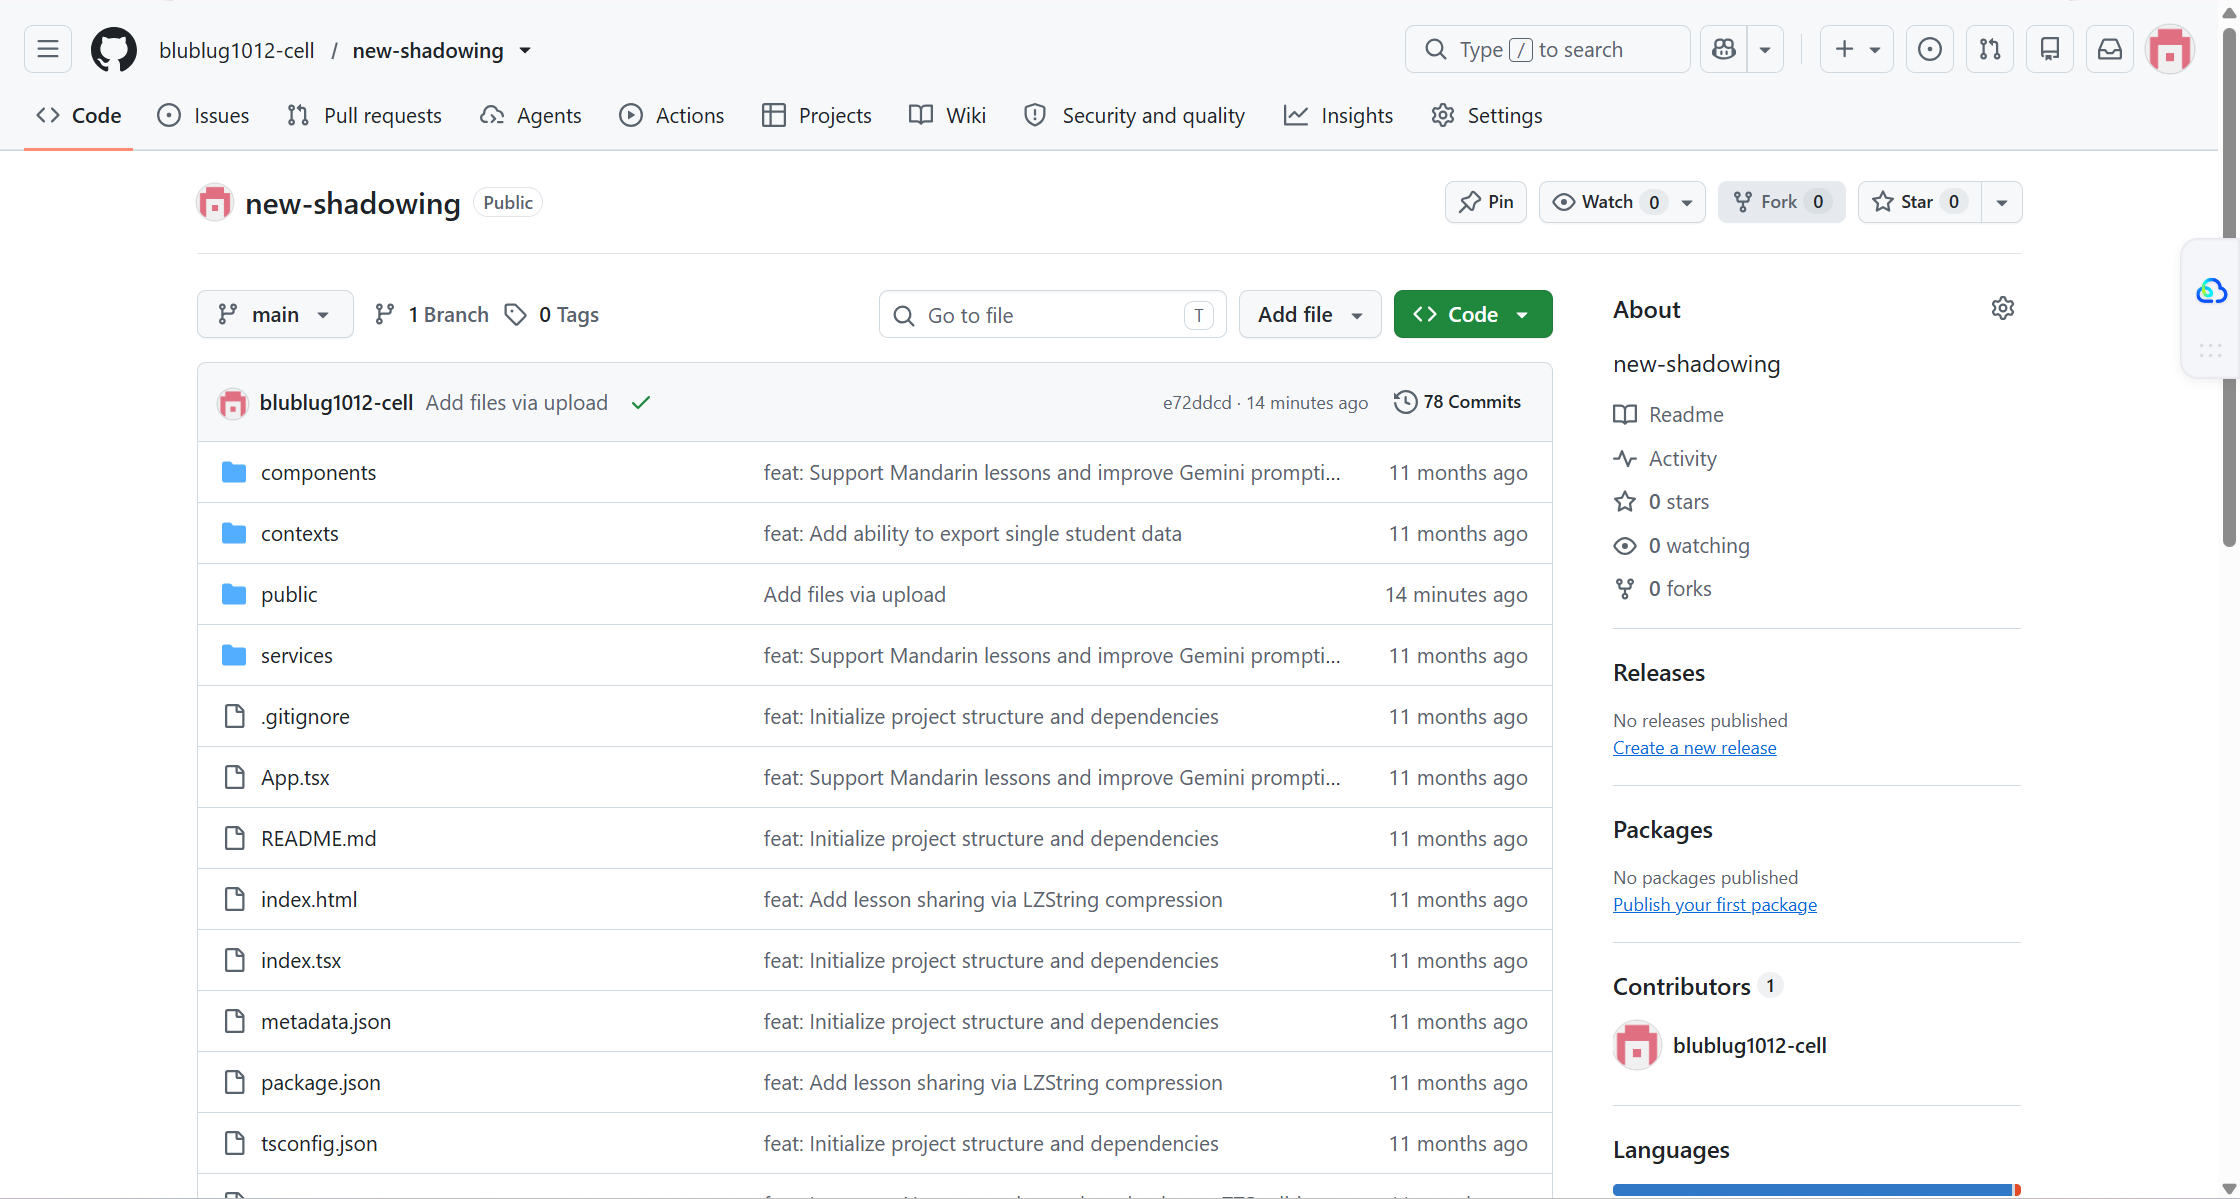 blublug1012-cell / new-shadowing
Type / to search
Code Issues Pull requests Agents Actions Projects Wiki Security and quality Insights Settings
new-shadowing Public
Pin Watch 0 Fork 0 Star 0
main 1 Branch 0 Tags Go to file T Add file Code
blublug1012-cell Add files via upload e72ddcd · 14 minutes ago 78 Commits
components feat: Support Mandarin lessons and improve Gemini prompti... 11 months ago
contexts feat: Add ability to export single student data 11 months ago
public Add files via upload 14 minutes ago
services feat: Support Mandarin lessons and improve Gemini prompti... 11 months ago
.gitignore feat: Initialize project structure and dependencies 11 months ago
App.tsx feat: Support Mandarin lessons and improve Gemini prompti... 11 months ago
README.md feat: Initialize project structure and dependencies 11 months ago
index.html feat: Add lesson sharing via LZString compression 11 months ago
index.tsx feat: Initialize project structure and dependencies 11 months ago
metadata.json feat: Initialize project structure and dependencies 11 months ago
package.json feat: Add lesson sharing via LZString compression 11 months ago
tsconfig.json feat: Initialize project structure and dependencies 11 months ago
About
new-shadowing
Readme
Activity
0 stars
0 watching
0 forks
Releases
No releases published
Create a new release
Packages
No packages published
Publish your first package
Contributors 1
blublug1012-cell
Languages